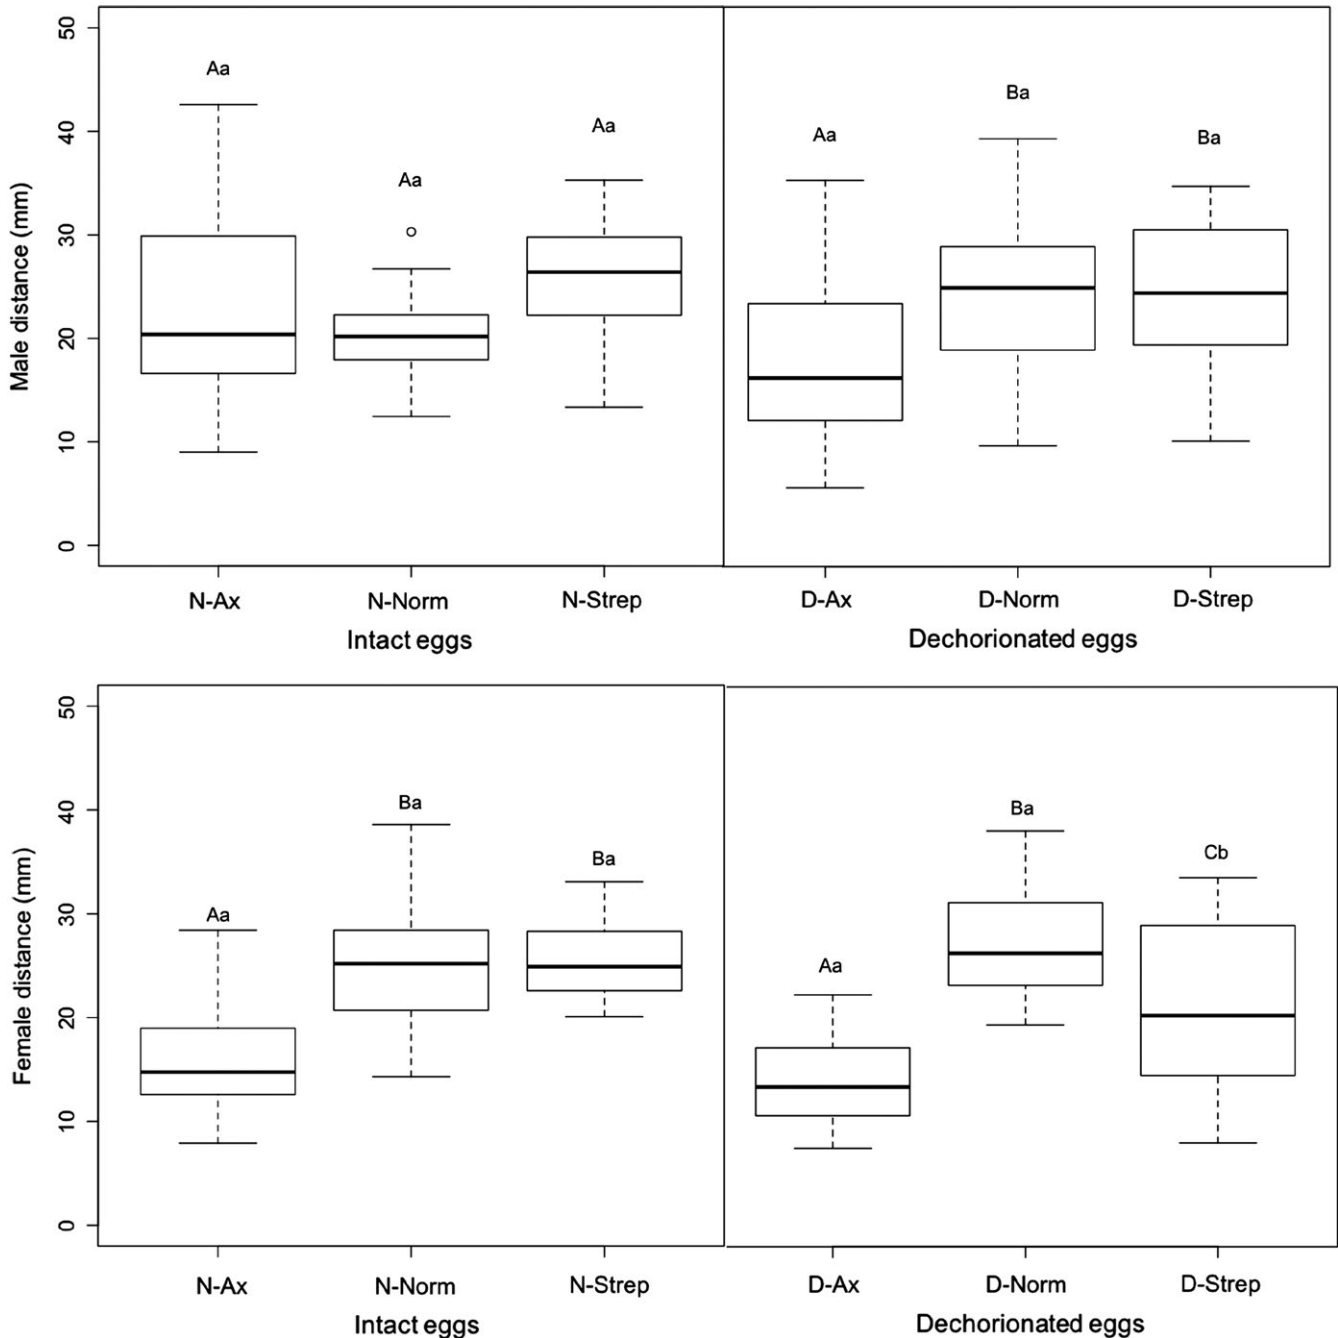 50
40
30
20
10
0
Male distance (mm)
Aa
Aa
Aa
Aa
Ba
Ba
N-Ax N-Norm N-Strep D-Ax D-Norm D-Strep
Intact eggs Dechorionated eggs
50
40
30
20
10
0
Female distance (mm)
Aa
Ba
Ba
Aa
Ba
Cb
N-Ax N-Norm N-Strep D-Ax D-Norm D-Strep
Intact eggs Dechorionated eggs